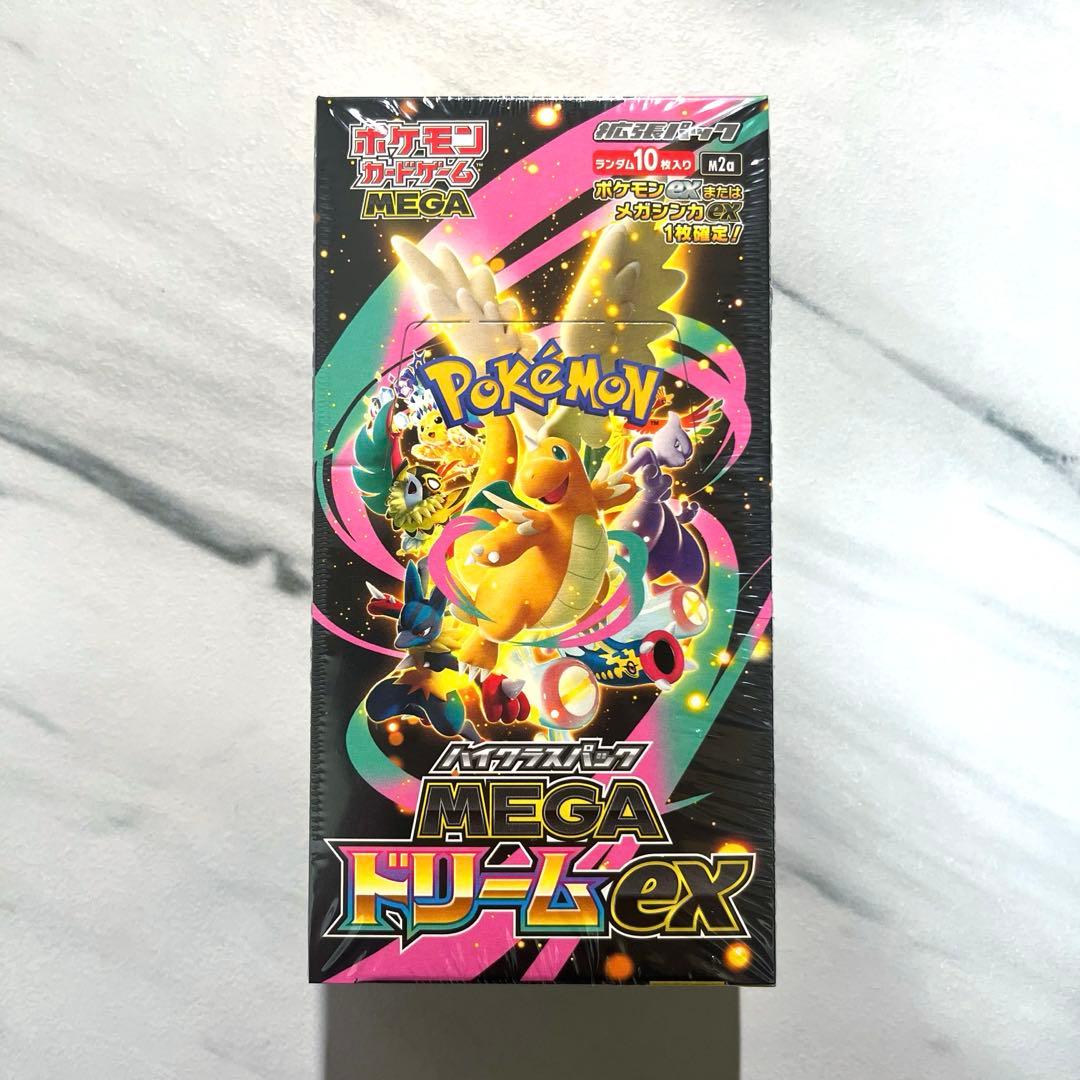 ポケモン
カードゲーム
MEGA
拡張パック
ランダム10枚入り M2a
ポケモンexまたは
メガシンカex
1枚確定!
POKéMON
TM
ハイクラスパック
MEGA
ドリームex